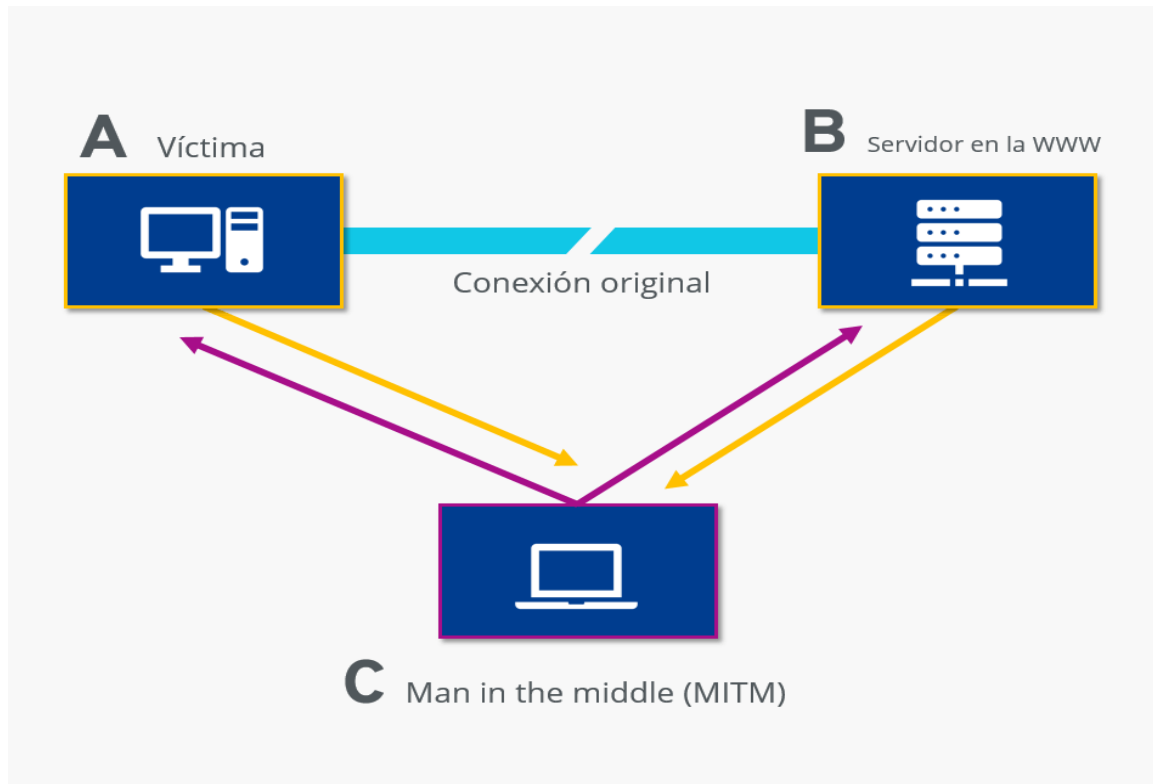 A Víctima
B Servidor en la WWW
Conexión original
C Man in the middle (MITM)